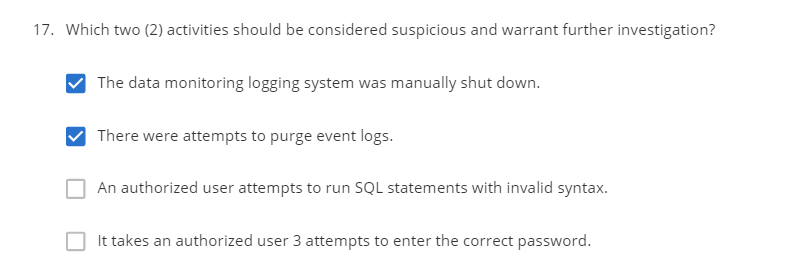 17. Which two (2) activities should be considered suspicious and warrant further investigation?
The data monitoring logging system was manually shut down.
There were attempts to purge event logs.
An authorized user attempts to run SQL statements with invalid syntax.
It takes an authorized user 3 attempts to enter the correct password.